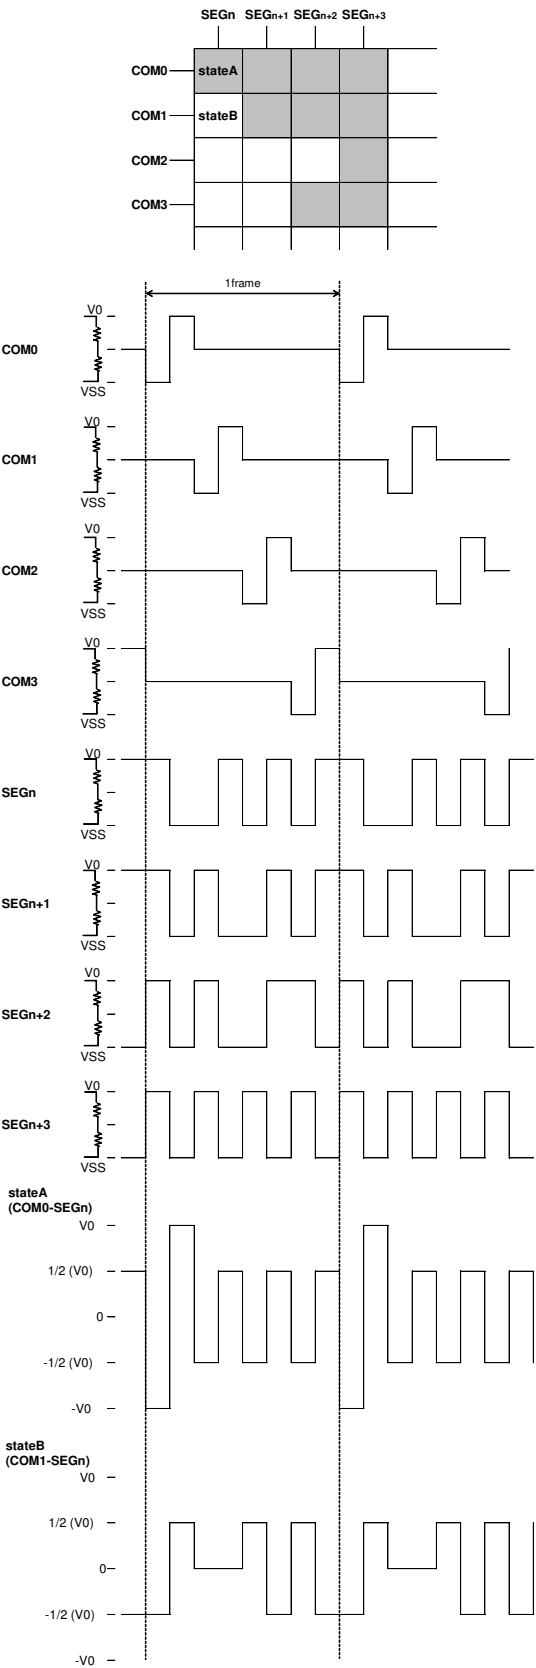 SEGn SEGn+1 SEGn+2 SEGn+3
COM0 stateA
COM1 stateB
COM2
COM3
1frame
V0
COM0
VSS
V0
COM1
VSS
V0
COM2
VSS
V0
COM3
VSS
V0
SEGn
VSS
V0
SEGn+1
VSS
V0
SEGn+2
VSS
V0
SEGn+3
VSS
stateA
(COM0-SEGn)
V0
1/2 (V0)
0
-1/2 (V0)
-V0
stateB
(COM1-SEGn)
V0
1/2 (V0)
0
-1/2 (V0)
-V0